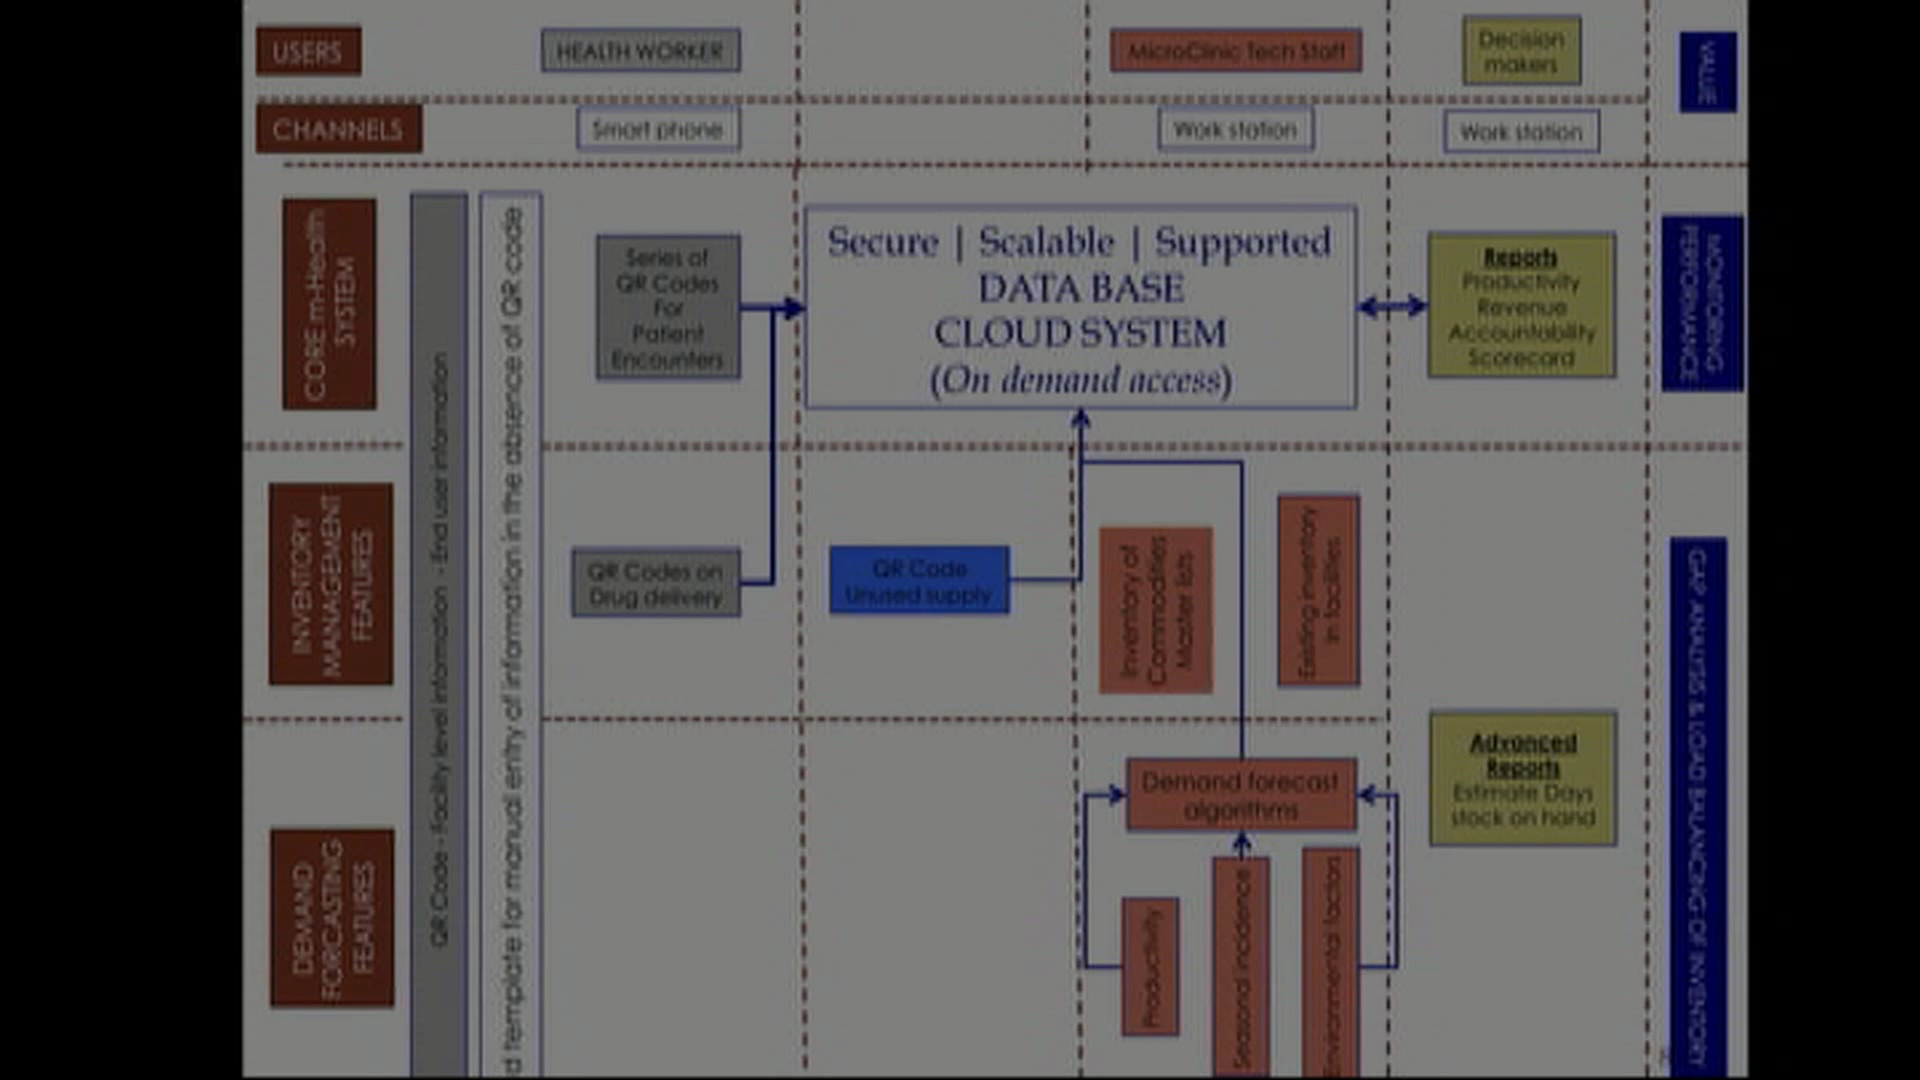 USERS
HEALTH WORKER
MicroClinic Tech Staff
Decision
makers
VALUE
CHANNELS
Smart phone
Work station
Work station
CORE m-Health
SYSTEM
QR Code - Facility level information - End user information
d template for manual entry of information in the absence of QR code
Series of
QR Codes
For
Patient
Encounters
Secure | Scalable | Supported
DATA BASE
CLOUD SYSTEM
(On demand access)
Reports
Productivity
Revenue
Accountability
Scorecard
MONITORING
PERFORMANCE
INVENTORY
MANAGEMENT
FEATURES
QR Codes on
Drug delivery
QR Code
Unused supply
Inventory of
Commodities
Master lists
Existing inventory
in facilities
GAP ANALYSIS & LOAD BALANCING OF INVENTORY
DEMAND
FORCASTING
FEATURES
Demand forecast
algorithms
Advanced
Reports
Estimate Days
stock on hand
Productivity
Seasonal incidence
Environmental factors